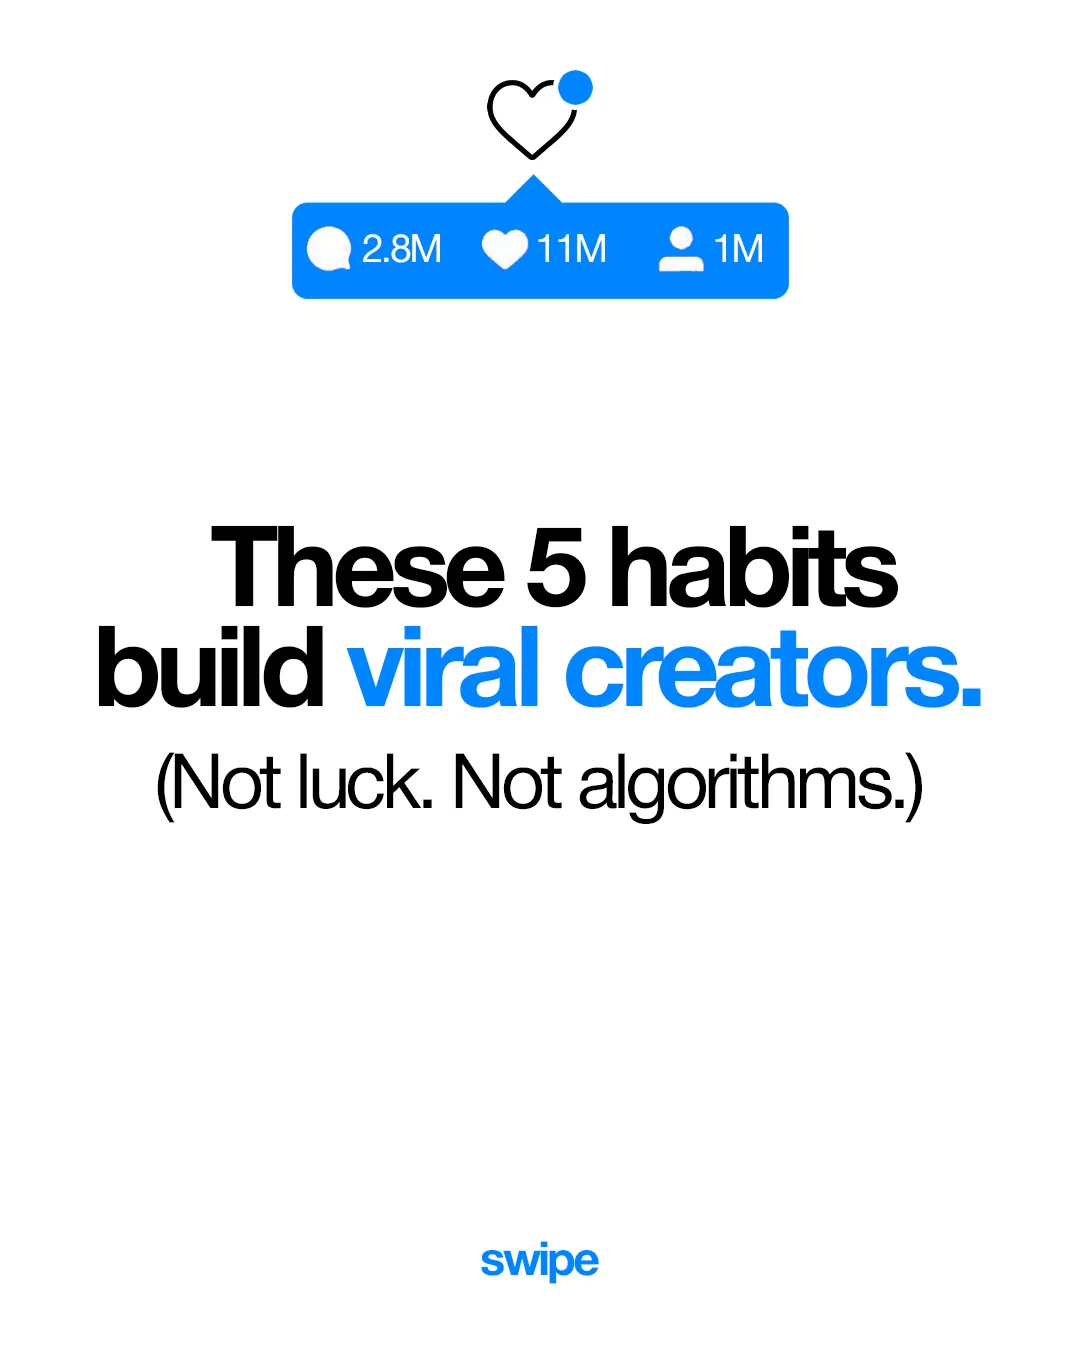 2.8M 11M 1M
These 5 habits
build viral creators.
(Not luck. Not algorithms.)
swipe